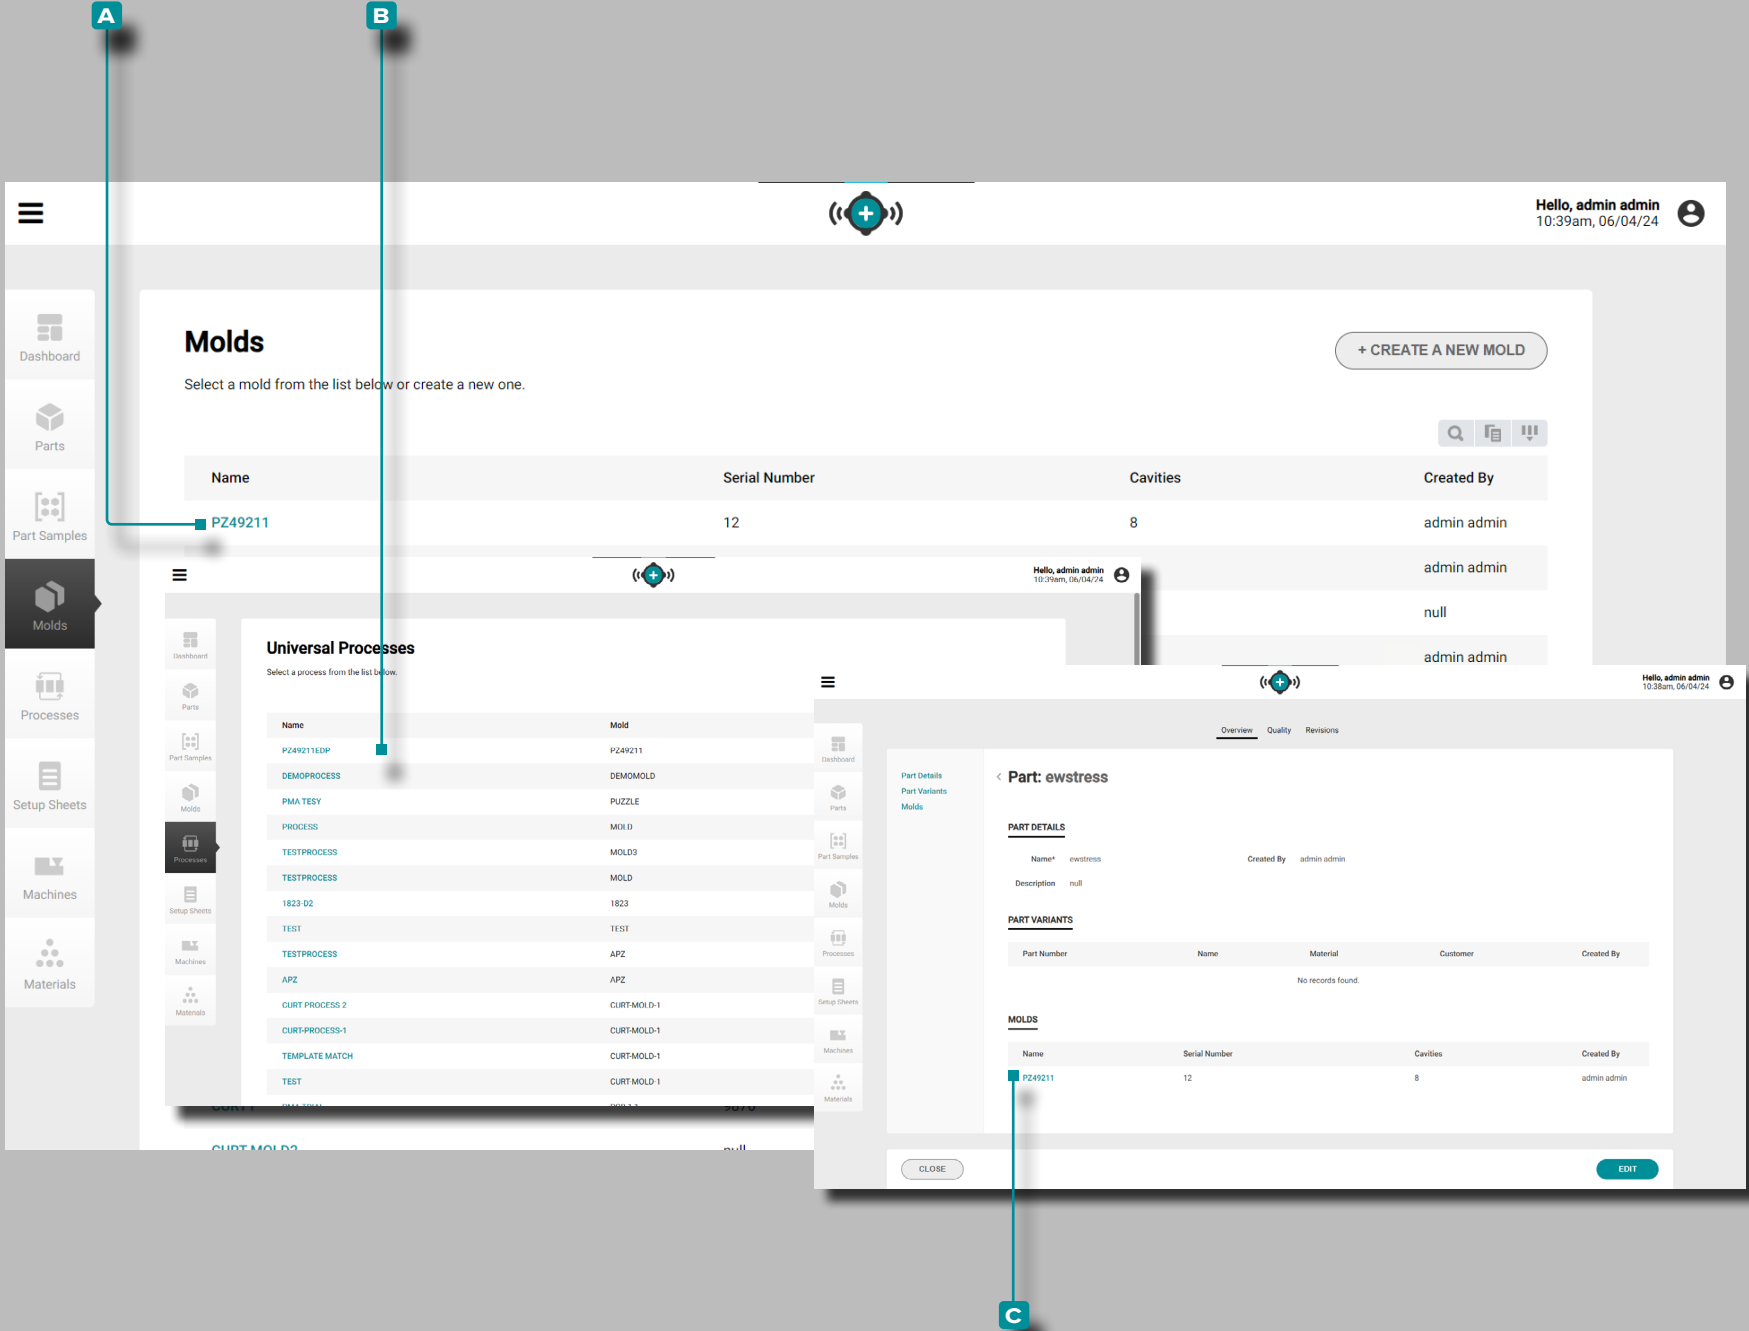 A
B
Hello, admin admin
10:39am, 06/04/24
Dashboard
Parts
Part Samples
Molds
Processes
Setup Sheets
Machines
Materials
Molds
+ CREATE A NEW MOLD
Select a mold from the list below or create a new one.
Name Serial Number Cavities Created By
PZ49211 12 8 admin admin
admin admin
null
admin admin
Hello, admin admin
10:39am, 06/04/24
Dashboard
Parts
Part Samples
Molds
Processes
Setup Sheets
Machines
Materials
Universal Processes
Select a process from the list below.
Name Mold
PZ49211EDP PZ49211
DEMOPROCESS DEMOMOLD
PMA TESY PUZZLE
PROCESS MOLD
TESTPROCESS MOLD3
TESTPROCESS MOLD
1823-D2 1823
TEST TEST
TESTPROCESS APZ
APZ APZ
CURT PROCESS 2 CURT-MOLD-1
CURT-PROCESS-1 CURT-MOLD-1
TEMPLATE MATCH CURT-MOLD-1
TEST CURT-MOLD-1
CURT-MOLD2 null
Hello, admin admin
10:38am, 06/04/24
Dashboard
Parts
Part Samples
Molds
Processes
Setup Sheets
Machines
Materials
Overview Quality Revisions
Part Details
Part Variants
Molds
< Part: ewstress
PART DETAILS
Name* ewstress Created By admin admin
Description null
PART VARIANTS
Part Number Name Material Customer Created By
No records found.
MOLDS
Name Serial Number Cavities Created By
PZ49211 12 8 admin admin
CLOSE
EDIT
C